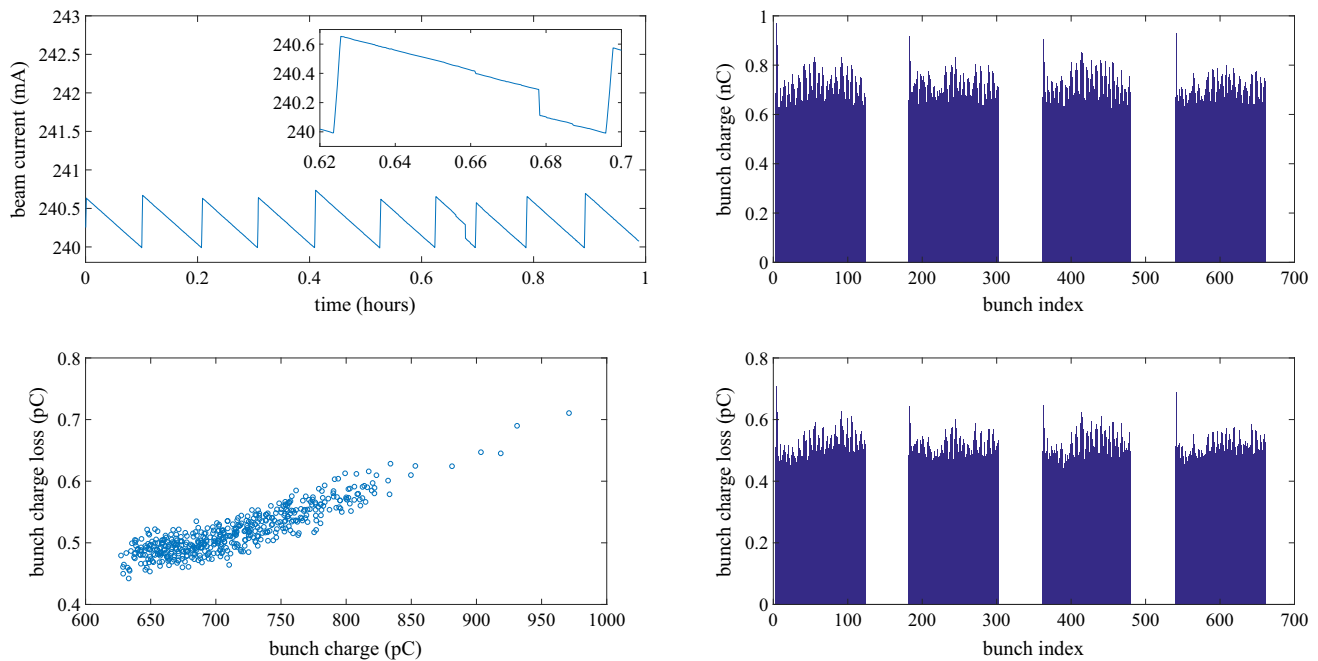 243
242.5
242
241.5
241
240.5
240
beam current (mA)
240.6
240.4
240.2
240
0.62 0.64 0.66 0.68 0.7
0 0.2 0.4 0.6 0.8 1
time (hours)
1
0.8
0.6
0.4
0.2
0
bunch charge (nC)
0 100 200 300 400 500 600 700
bunch index
0.8
0.7
0.6
0.5
0.4
bunch charge loss (pC)
600 650 700 750 800 850 900 950 1000
bunch charge (pC)
0.8
0.6
0.4
0.2
0
bunch charge loss (pC)
0 100 200 300 400 500 600 700
bunch index